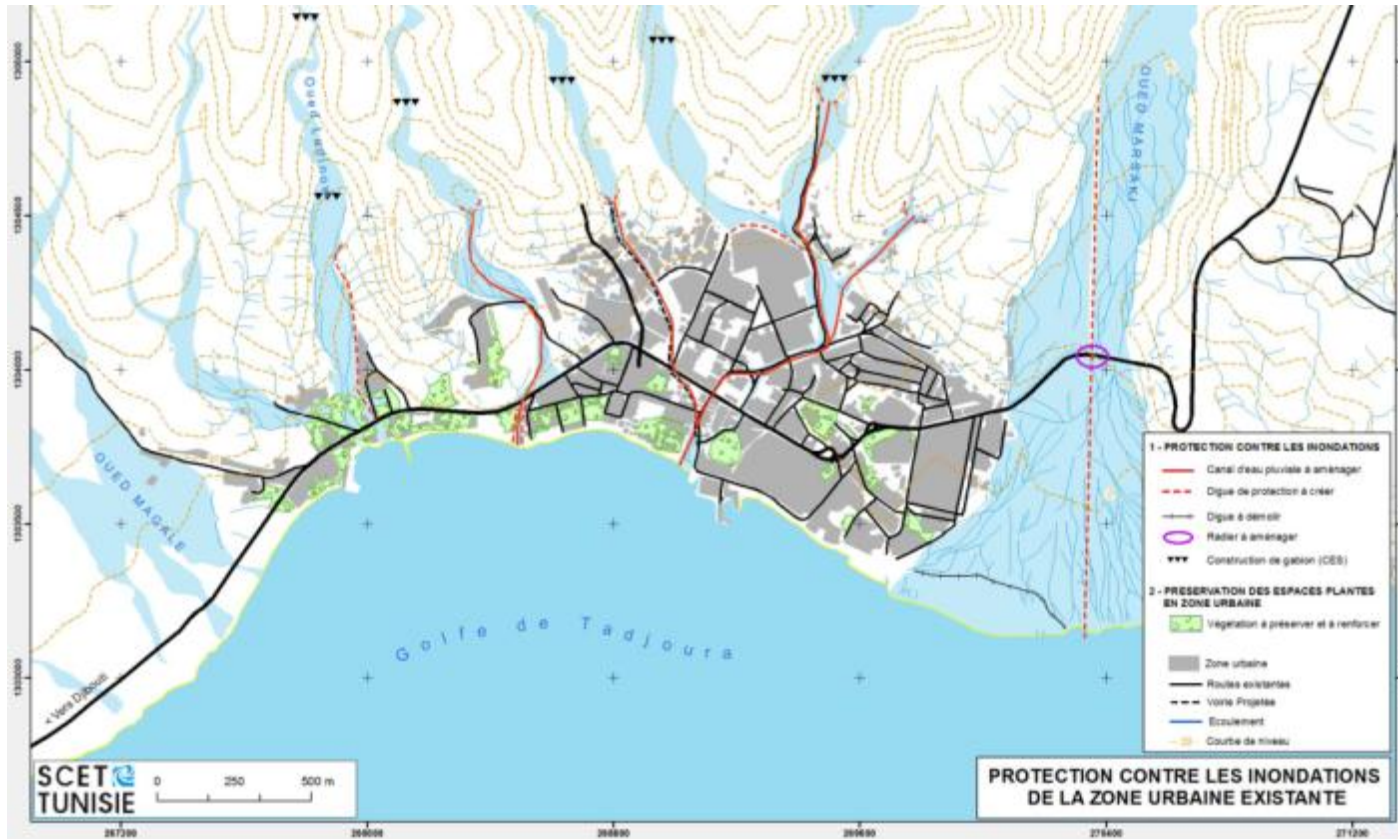 Oued Ludino
OUED MARSAKI
OUED MAGALE
Golfe de Tadjoura
< Vers Djibouti
1 - PROTECTION CONTRE LES INONDATIONS
Canal d'eau pluviale à aménager
Digue de protection à créer
Digue à démolir
Radier à aménager
Construction de gabion (CES)
2 - PRESERVATION DES ESPACES PLANTES
EN ZONE URBAINE
Végétation à préserver et à renforcer
Zone urbaine
Routes existantes
Voirie Projetée
Ecoulement
Courbe de niveau
SCET
TUNISIE
0 250 500 m
PROTECTION CONTRE LES INONDATIONS
DE LA ZONE URBAINE EXISTANTE